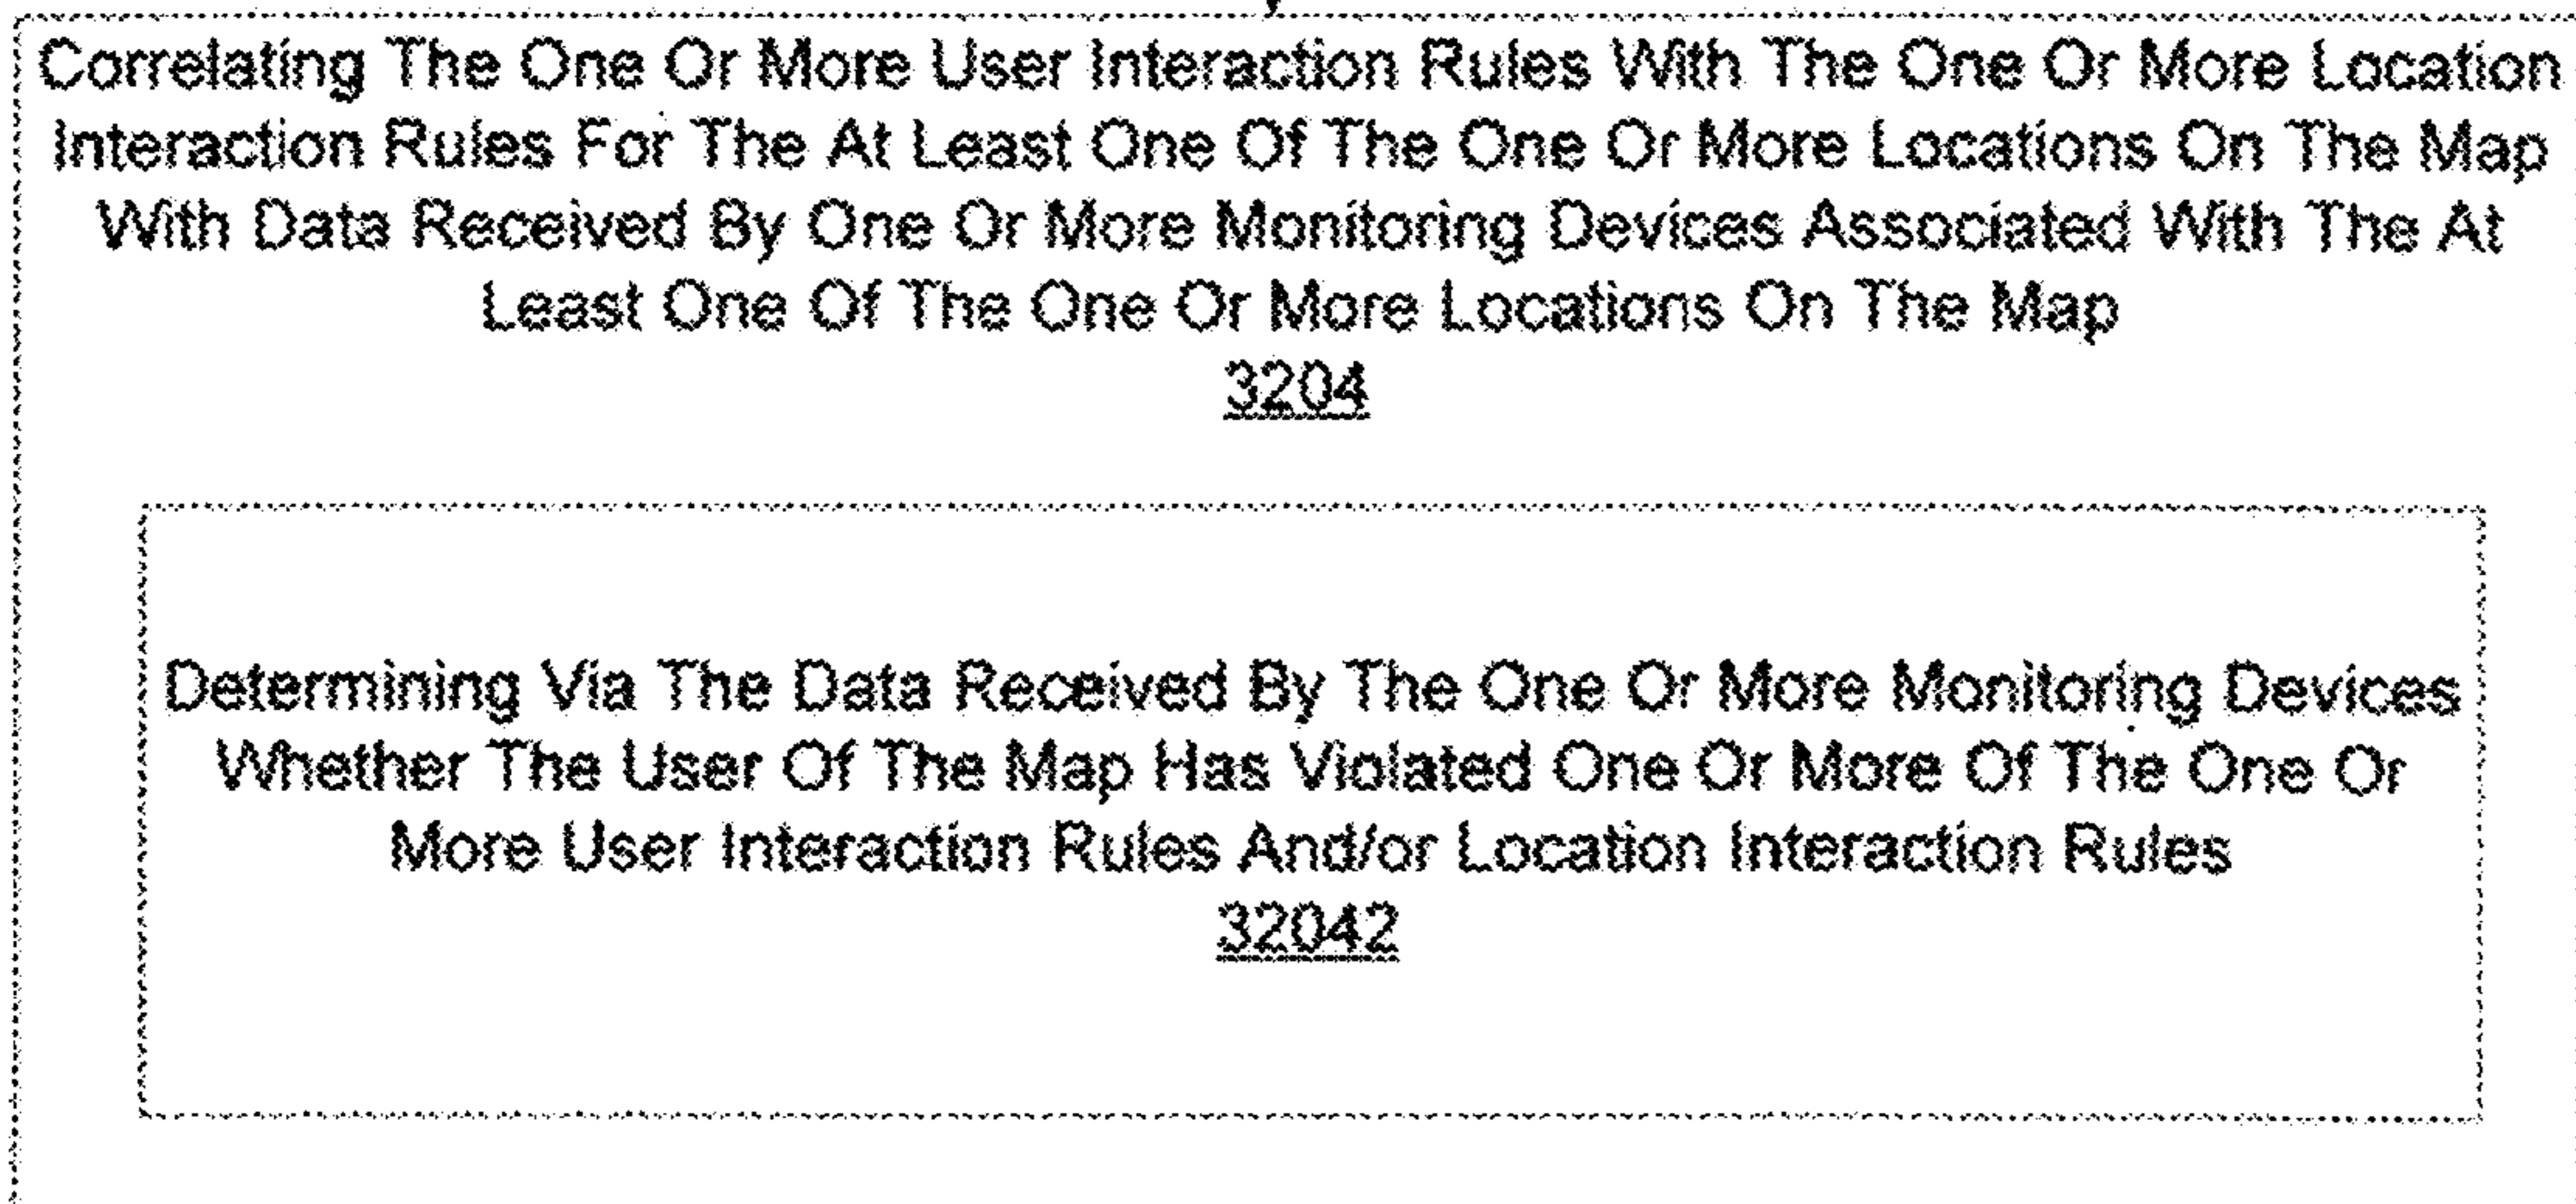 Correlating The One Or More User Interaction Rules With The One Or More Location
Interaction Rules For The At Least One Of The One Or More Locations On The Map
With Data Received By One Or More Monitoring Devices Associated With The At
Least One Of The One Or More Locations On The Map
3204
Determining Via The Data Received By The One Or More Monitoring Devices
Whether The User Of The Map Has Violated One Or More Of The One Or
More User Interaction Rules And/or Location Interaction Rules
32042